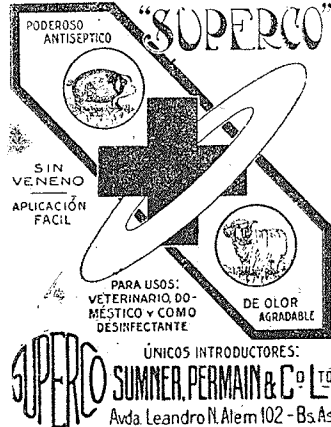 "SUPERCO"
PODEROSO
ANTISEPTICO
SIN
VENENO
APLICACIÓN
FACIL
PARA USOS:
VETERINARIO, DO-
MÉSTICO Y COMO
DESINFECTANTE
DE OLOR
AGRADABLE
SUPERCO
ÚNICOS INTRODUCTORES:
SUMNER, PERMAIN & Cº LTD
Avda. Leandro N. Alem 102 - Bs. As